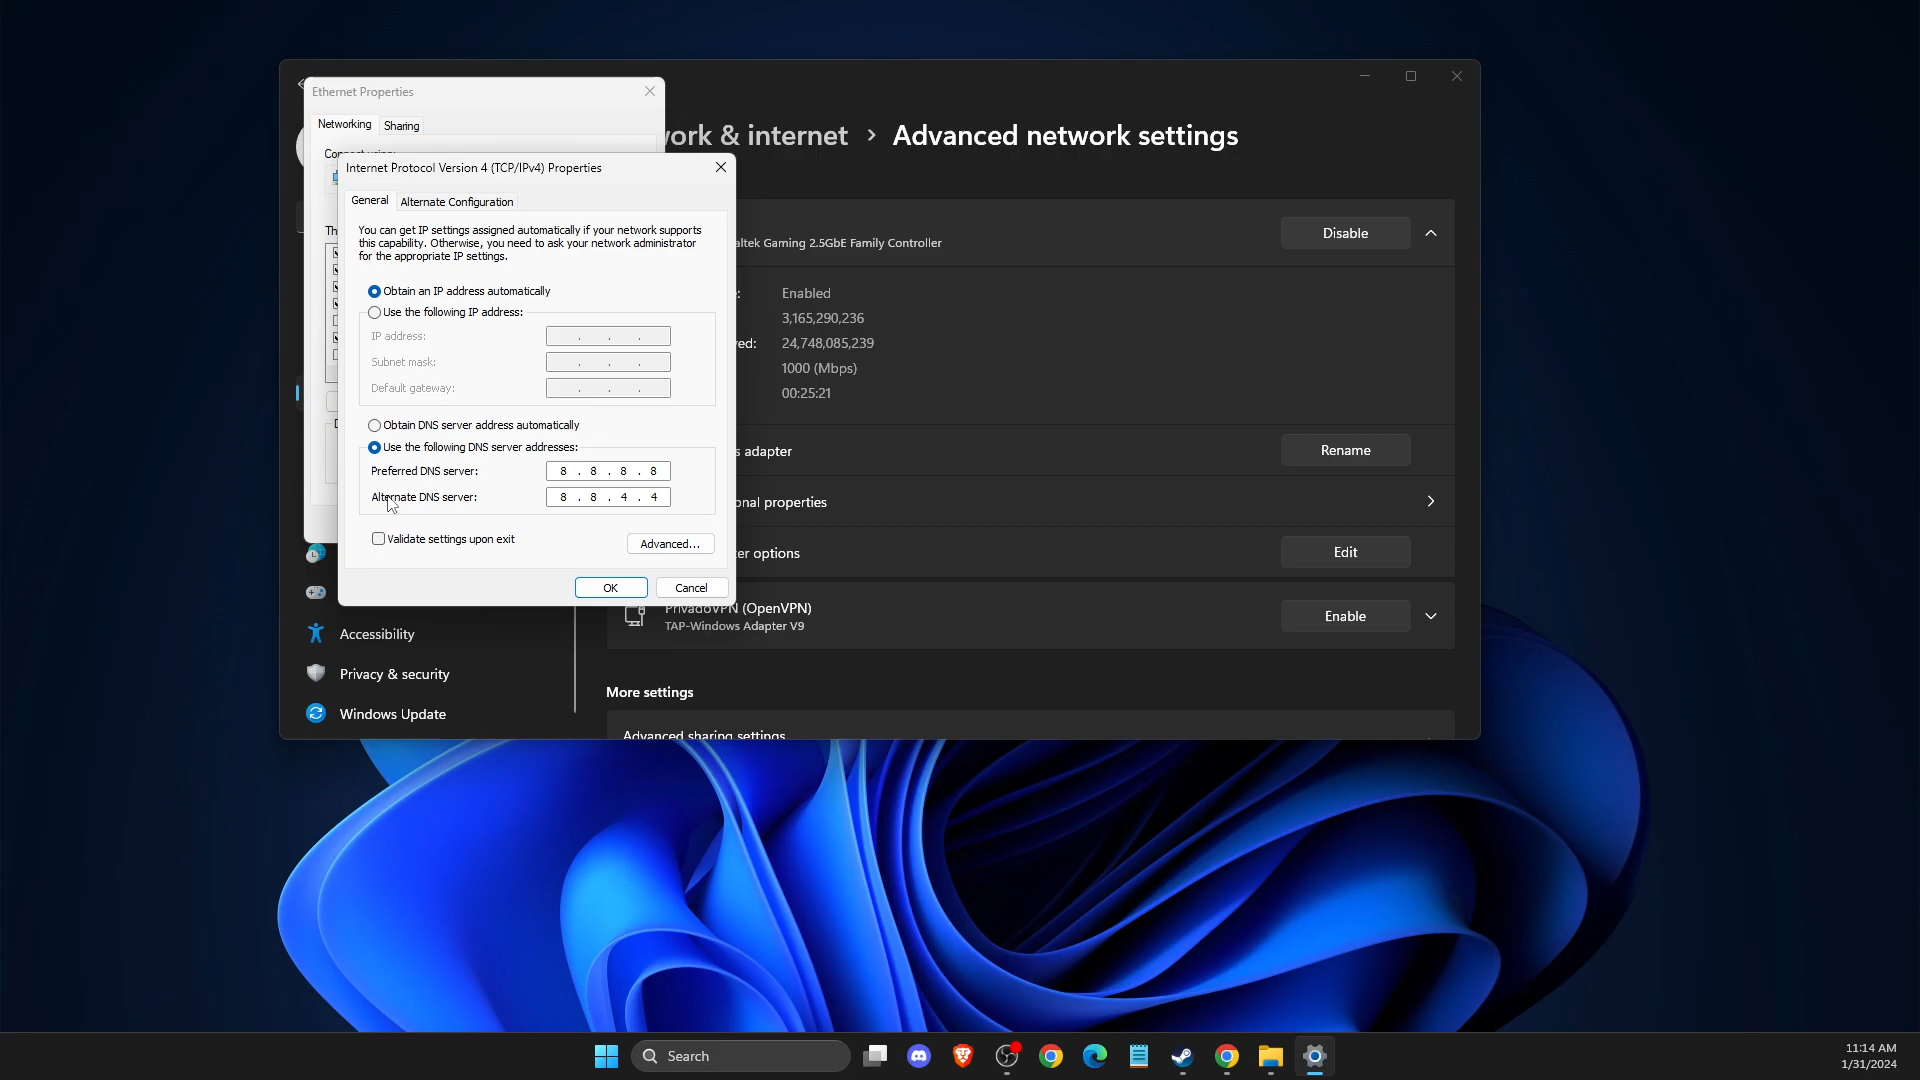 Ethernet Properties
Networking
Sharing
Internet Protocol Version 4 (TCP/IPv4) Properties
General
Alternate Configuration
You can get IP settings assigned automatically if your network supports
this capability. Otherwise, you need to ask your network administrator
for the appropriate IP settings.
Obtain an IP address automatically
Use the following IP address:
IP address:
Subnet mask:
Default gateway:
Obtain DNS server address automatically
Use the following DNS server addresses:
Preferred DNS server:
8 . 8 . 8 . 8
Alternate DNS server:
8 . 8 . 4 . 4
Validate settings upon exit
Advanced...
OK
Cancel
& internet > Advanced network settings
Gaming 2.5GbE Family Controller
Disable
Enabled
3,165,290,236
24,748,085,239
1000 (Mbps)
00:25:21
adapter
Rename
properties
options
Edit
PrivadoVPN (OpenVPN)
TAP-Windows Adapter V9
Enable
More settings
Advanced sharing settings
Accessibility
Privacy & security
Windows Update
Search
11:14 AM
1/31/2024